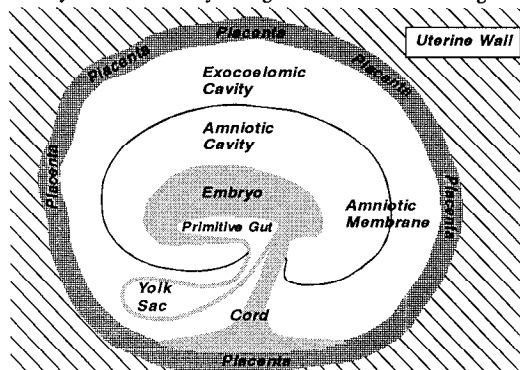 Placenta
Placenta
Placenta
Uterine Wall
Exocoelomic
Cavity
Amniotic
Cavity
Placenta
Embryo
Amniotic
Membrane
Placenta
Primitive Gut
Yolk
Sac
Cord
Placenta